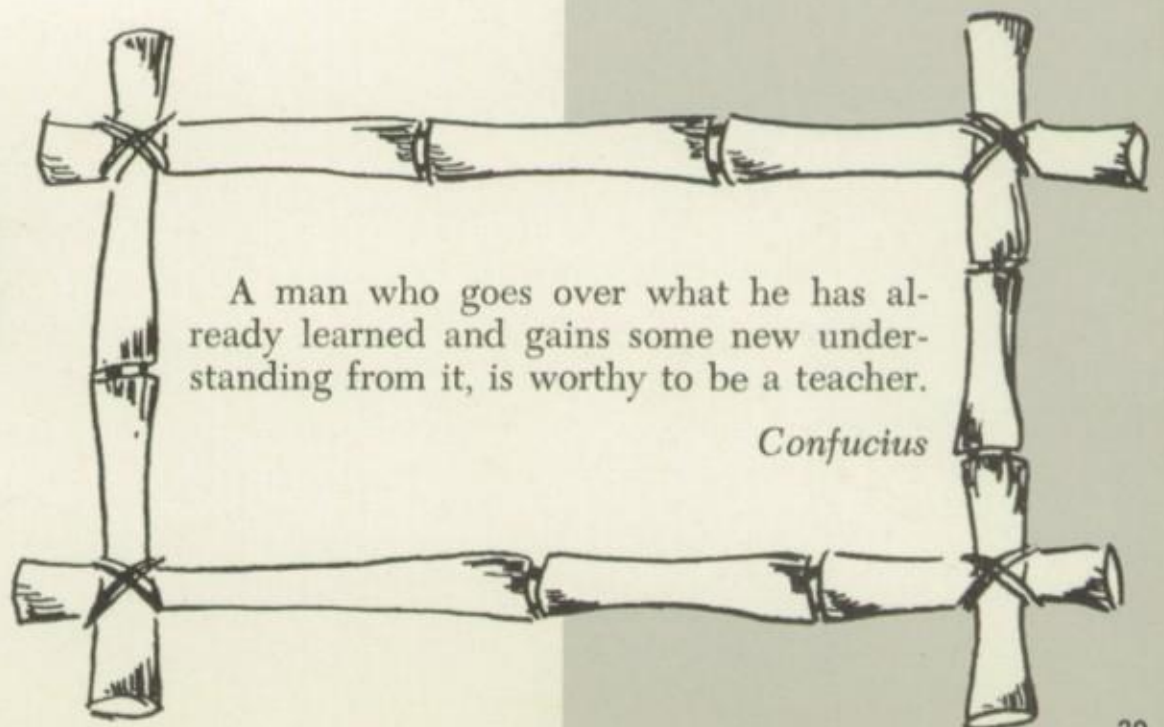 A man who goes over what he has al-
ready learned and gains some new under-
standing from it, is worthy to be a teacher.
Confucius